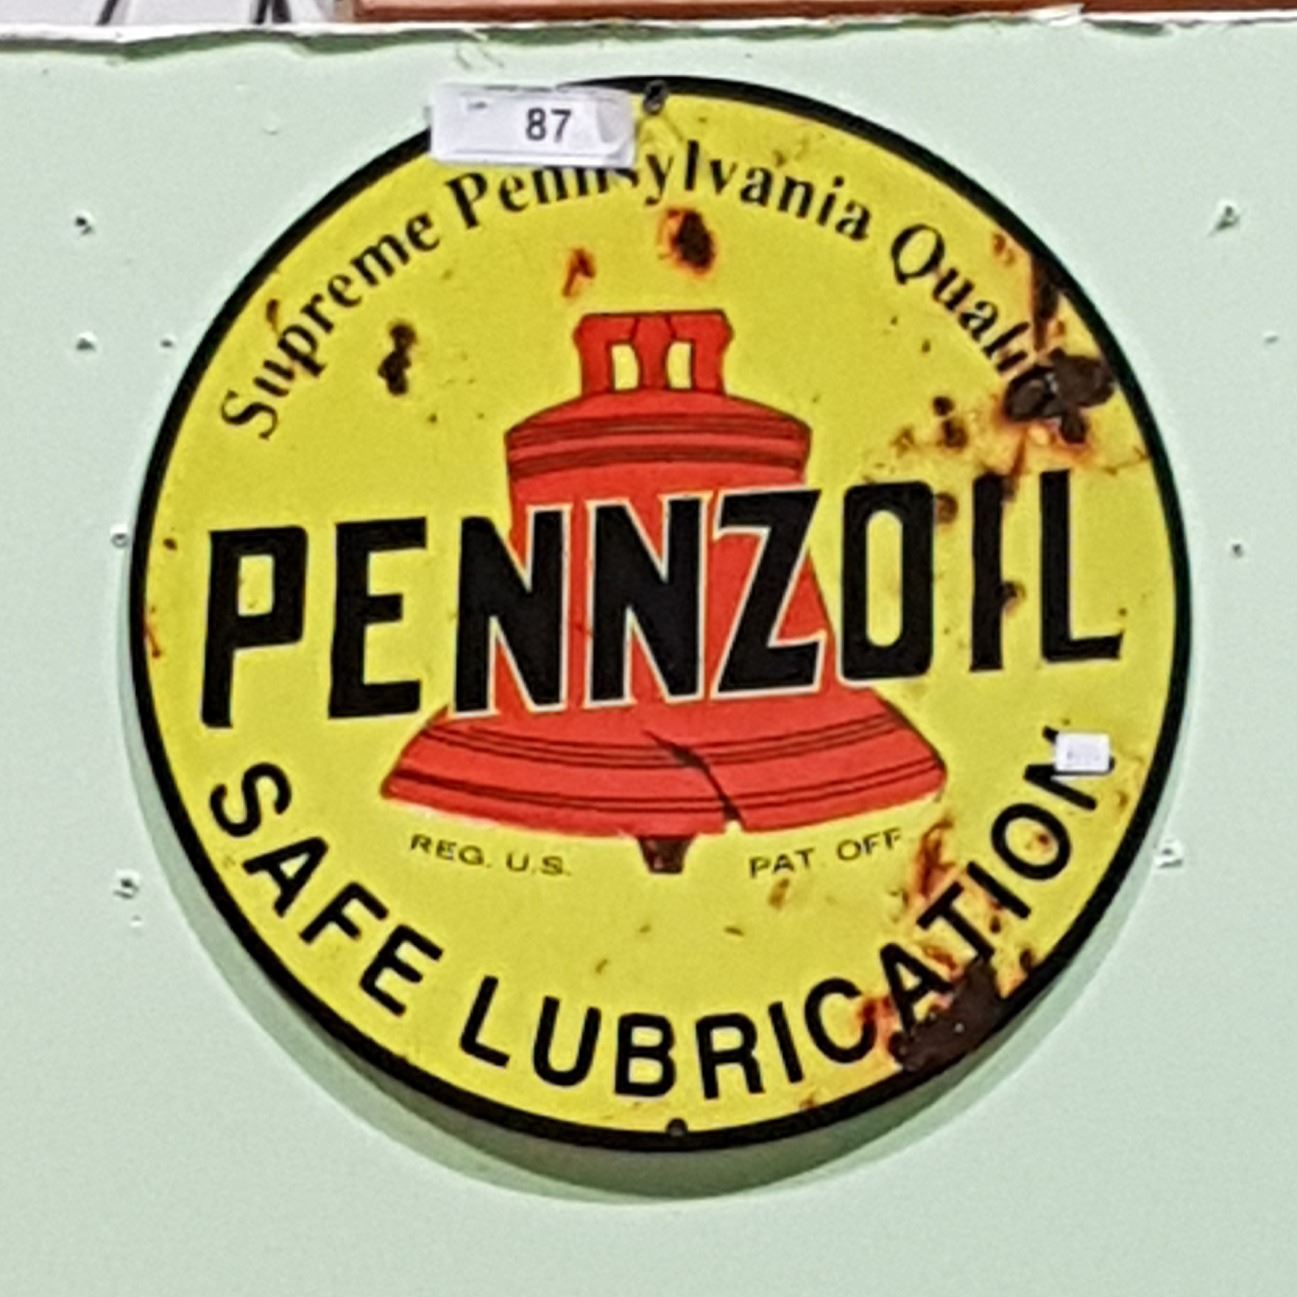 87
Supreme Pennsylvania Quality
PENNZOIL
REG. U.S. PAT. OFF
SAFE LUBRICATION